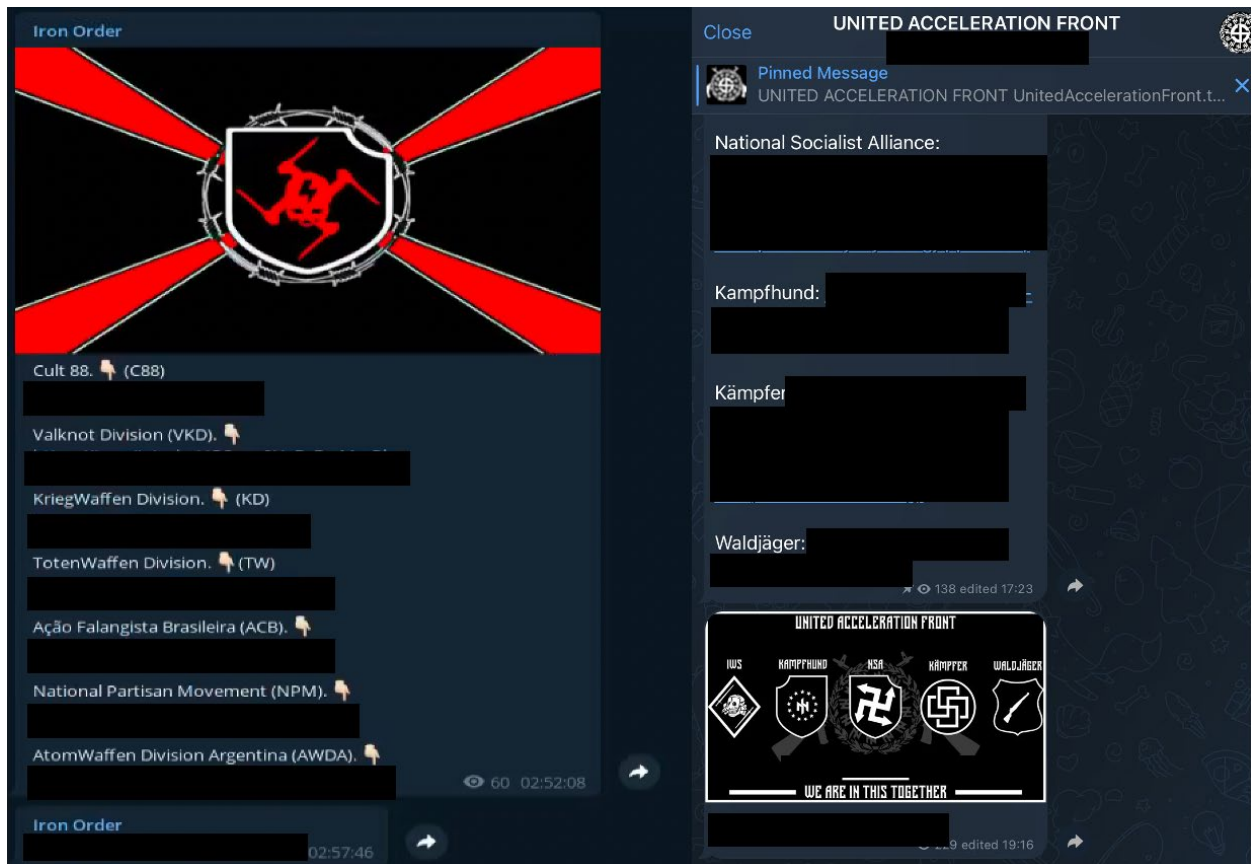 Iron Order
Cult 88. 👇🏻 (C88)
Valknot Division (VKD). 👇🏻
KriegWaffen Division. 👇🏻 (KD)
TotenWaffen Division. 👇🏻 (TW)
Ação Falangista Brasileira (ACB). 👇🏻
National Partisan Movement (NPM). 👇🏻
AtomWaffen Division Argentina (AWDA). 👇🏻
60 02:52:08
Iron Order
02:57:46
Close
UNITED ACCELERATION FRONT
Pinned Message
UNITED ACCELERATION FRONT UnitedAccelerationFront.t...
National Socialist Alliance:
Kampfhund:
Kämpfer
Waldjäger:
138 edited 17:23
UNITED ACCELERATION FRONT
IWS KAMPFHUND NSA KÄMPFER WALDJÄGER
WE ARE IN THIS TOGETHER
edited 19:16